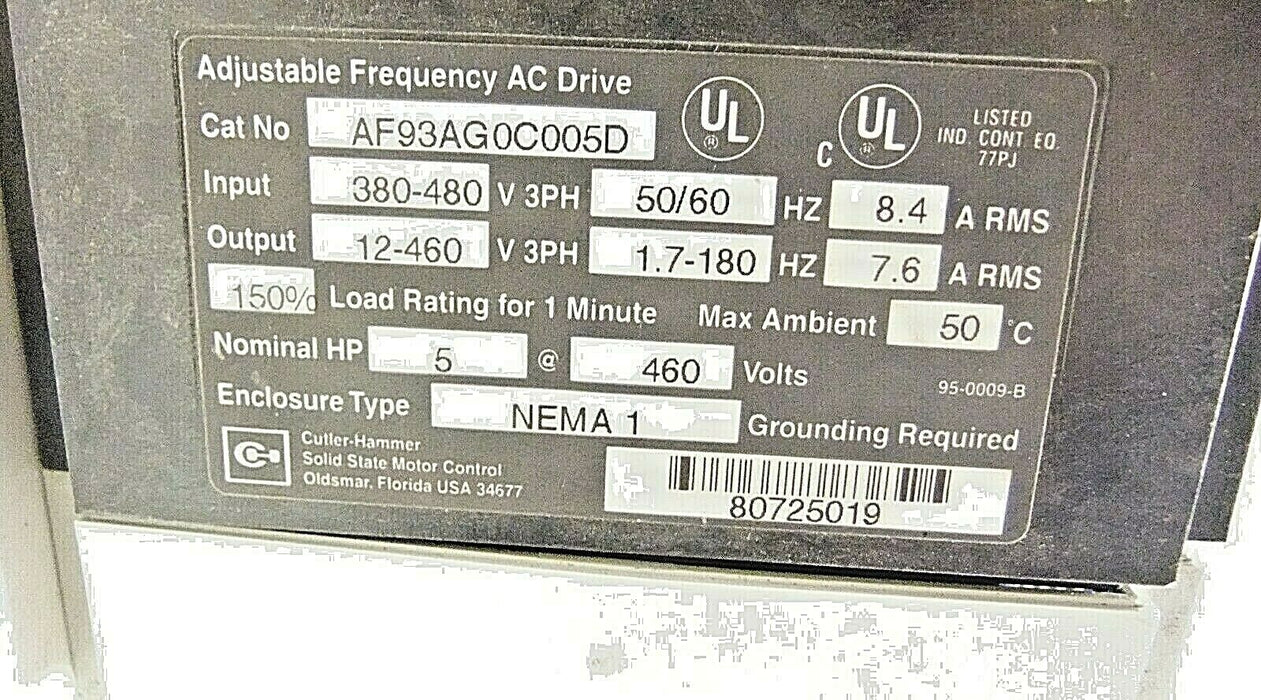 Adjustable Frequency AC Drive
Cat No AF93AG0C005D
UL ®
C UL ®
LISTED
IND. CONT. EQ.
77PJ
Input 380-480 V 3PH 50/60 HZ 8.4 A RMS
Output 12-460 V 3PH 1.7-180 HZ 7.6 A RMS
150% Load Rating for 1 Minute Max Ambient 50 °C
Nominal HP 5 @ 460 Volts
95-0009-B
Enclosure Type NEMA 1 Grounding Required
Cutler-Hammer
Solid State Motor Control
Oldsmar, Florida USA 34677
80725019